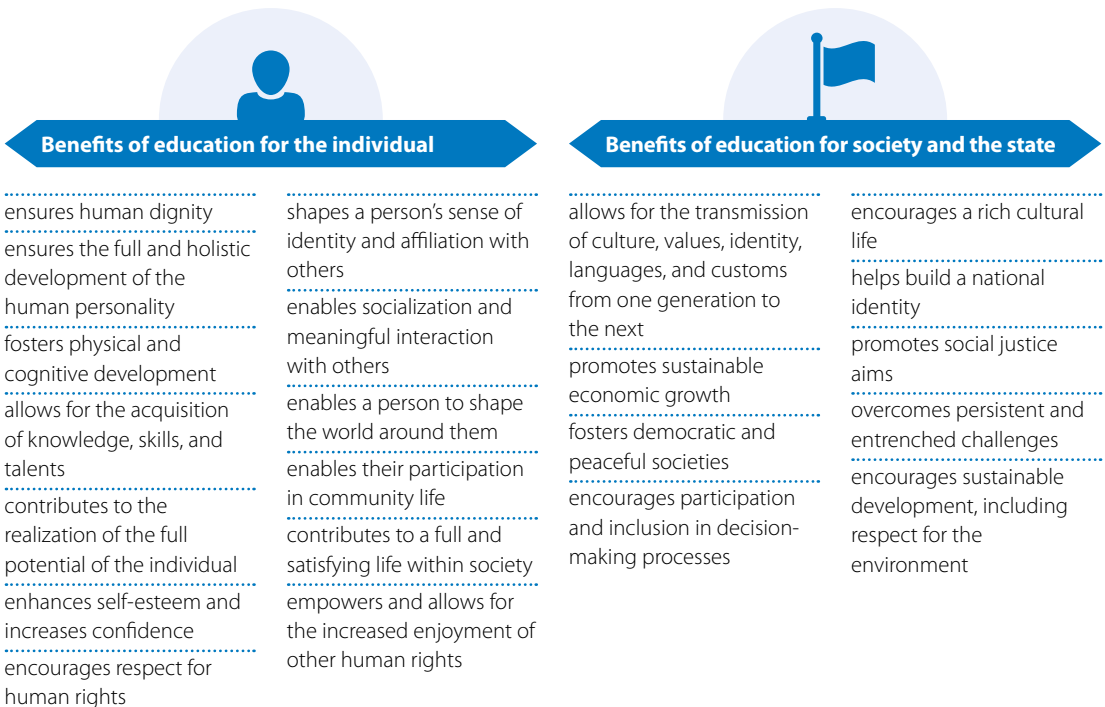 Benefits of education for the individual
ensures human dignity
ensures the full and holistic
development of the
human personality
fosters physical and
cognitive development
allows for the acquisition
of knowledge, skills, and
talents
contributes to the
realization of the full
potential of the individual
enhances self-esteem and
increases confidence
encourages respect for
human rights
shapes a person’s sense of
identity and affiliation with
others
enables socialization and
meaningful interaction
with others
enables a person to shape
the world around them
enables their participation
in community life
contributes to a full and
satisfying life within society
empowers and allows for
the increased enjoyment of
other human rights
Benefits of education for society and the state
allows for the transmission
of culture, values, identity,
languages, and customs
from one generation to
the next
promotes sustainable
economic growth
fosters democratic and
peaceful societies
encourages participation
and inclusion in decision-
making processes
encourages a rich cultural
life
helps build a national
identity
promotes social justice
aims
overcomes persistent and
entrenched challenges
encourages sustainable
development, including
respect for the
environment